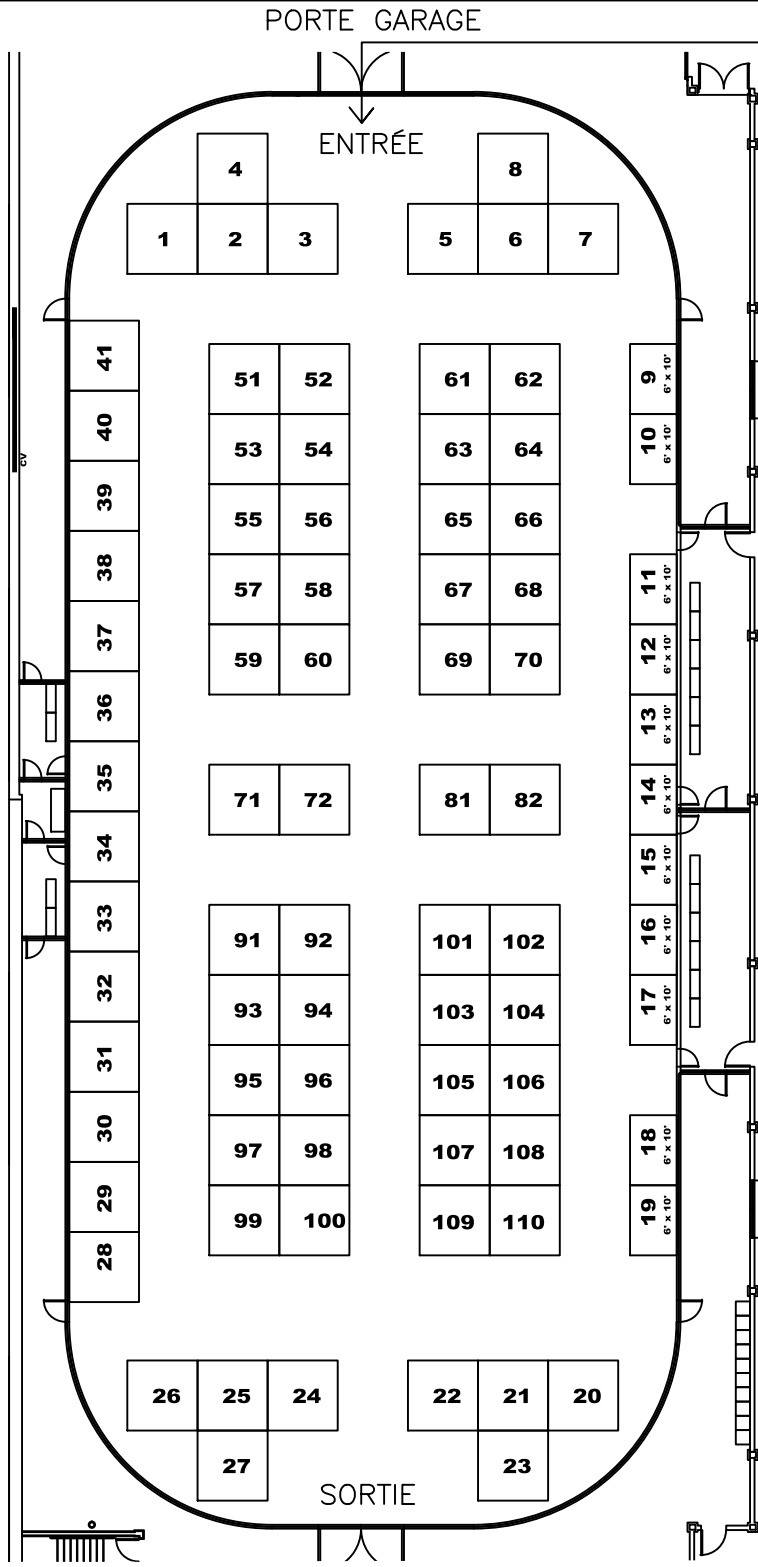 PORTE GARAGE
ENTRÉE
4
8
1 2 3
5 6 7
41
40
39
38
37
36
35
34
33
32
31
30
29
28
CV
51 52
53 54
55 56
57 58
59 60
61 62
63 64
65 66
67 68
69 70
9
6' x 10'
10
6' x 10'
11
6' x 10'
12
6' x 10'
13
6' x 10'
14
6' x 10'
15
6' x 10'
16
6' x 10'
17
6' x 10'
18
6' x 10'
19
6' x 10'
71 72
81 82
91 92
93 94
95 96
97 98
99 100
101 102
103 104
105 106
107 108
109 110
26 25 24
22 21 20
27
23
SORTIE